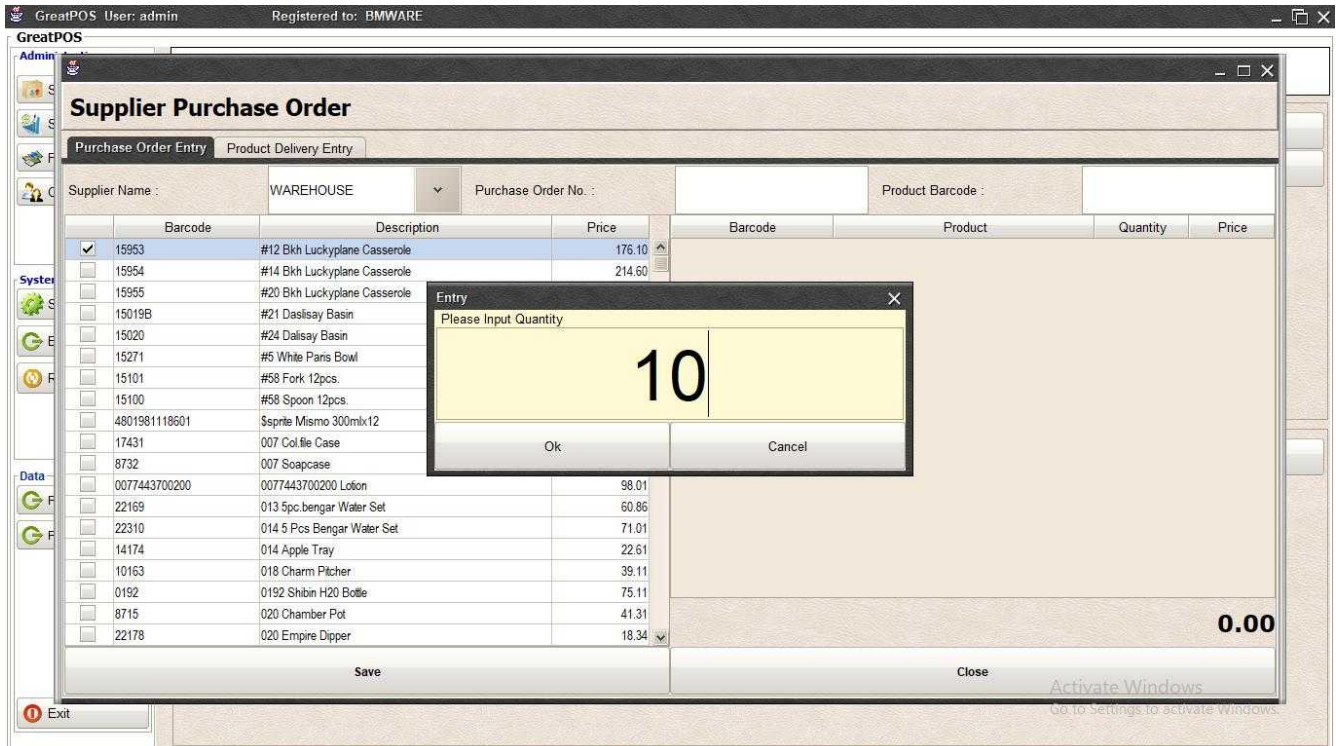 GreatPOS User: admin Registered to: BMWARE
GreatPOS
Supplier Purchase Order
Purchase Order Entry Product Delivery Entry
Supplier Name : WAREHOUSE Purchase Order No. : Product Barcode :
Barcode Description Price Barcode Product Quantity Price
15953 #12 Bkh Luckyplane Casserole 176.10
15954 #14 Bkh Luckyplane Casserole 214.60
15955 #20 Bkh Luckyplane Casserole
15019B #21 Daslisay Basin
15020 #24 Dalisay Basin
15271 #5 White Paris Bowl
15101 #58 Fork 12pcs.
15100 #58 Spoon 12pcs.
4801981118601 $sprite Mismo 300mlx12
17431 007 Col.file Case
8732 007 Soapcase
0077443700200 0077443700200 Lotion 98.01
22169 013 5pc.bengar Water Set 60.86
22310 014 5 Pcs Bengar Water Set 71.01
14174 014 Apple Tray 22.61
10163 018 Charm Pitcher 39.11
0192 0192 Shibin H20 Bottle 75.11
8715 020 Chamber Pot 41.31
22178 020 Empire Dipper 18.34
Entry
Please Input Quantity
10
Ok Cancel
0.00
Save Close
Data
Exit
Activate Windows
Go to Settings to activate Windows.